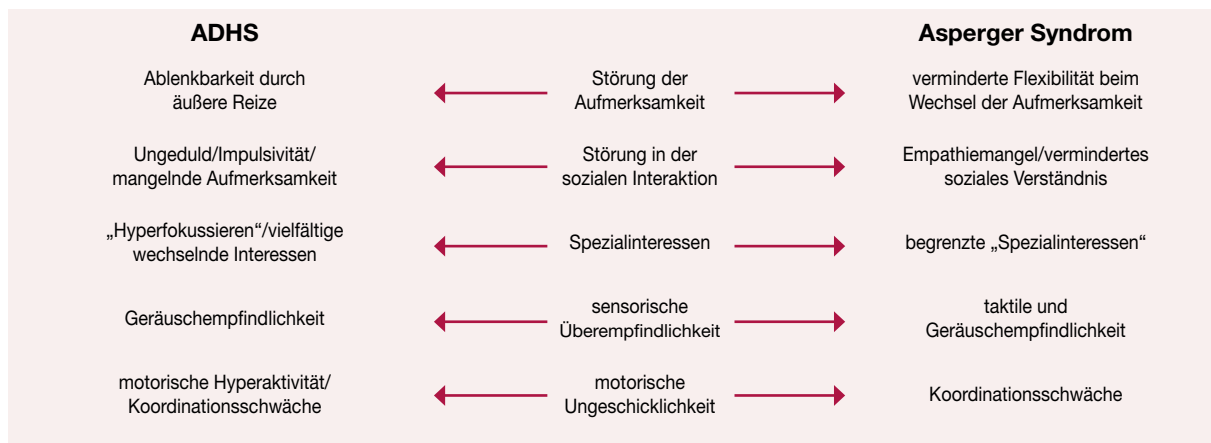 ADHS
Asperger Syndrom
Ablenkbarkeit durch
äußere Reize
Störung der
Aufmerksamkeit
verminderte Flexibilität beim
Wechsel der Aufmerksamkeit
Ungeduld/Impulsivität/
mangelnde Aufmerksamkeit
Störung in der
sozialen Interaktion
Empathiemangel/vermindertes
soziales Verständnis
„Hyperfokussieren“/vielfältige
wechselnde Interessen
Spezialinteressen
begrenzte „Spezialinteressen“
Geräuschempfindlichkeit
sensorische
Überempfindlichkeit
taktile und
Geräuschempfindlichkeit
motorische Hyperaktivität/
Koordinationsschwäche
motorische
Ungeschicklichkeit
Koordinationsschwäche